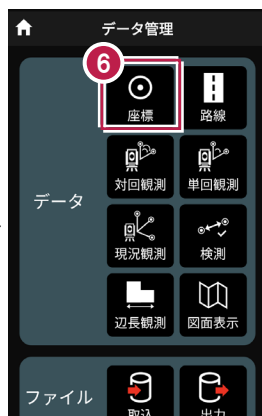 データ管理
6
座標 路線
対回観測 単回観測
データ
現況観測 検測
辺長観測 図面表示
ファイル
取込 出力